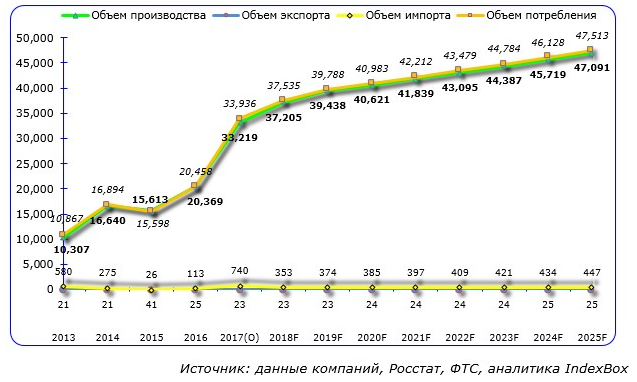 Объем производства Объем экспорта Объем импорта Объем потребления
50,000
45,000
40,000
35,000
30,000
25,000
20,000
15,000
10,000
5,000
0
10,867 16,894 15,613 20,458 33,936 37,535 39,788 40,983 42,212 43,479 44,784 46,128 47,513
10,307 16,640 15,598 20,369 33,219 37,205 39,438 40,621 41,839 43,095 44,387 45,719 47,091
580 275 26 113 740 353 374 385 397 409 421 434 447
21 21 41 25 23 23 24 24 24 24 24 25 25
2013 2014 2015 2016 2017(О) 2018F 2019F 2020F 2021F 2022F 2023F 2024F 2025F
Источник: данные компаний, Росстат, ФТС, аналитика IndexBox